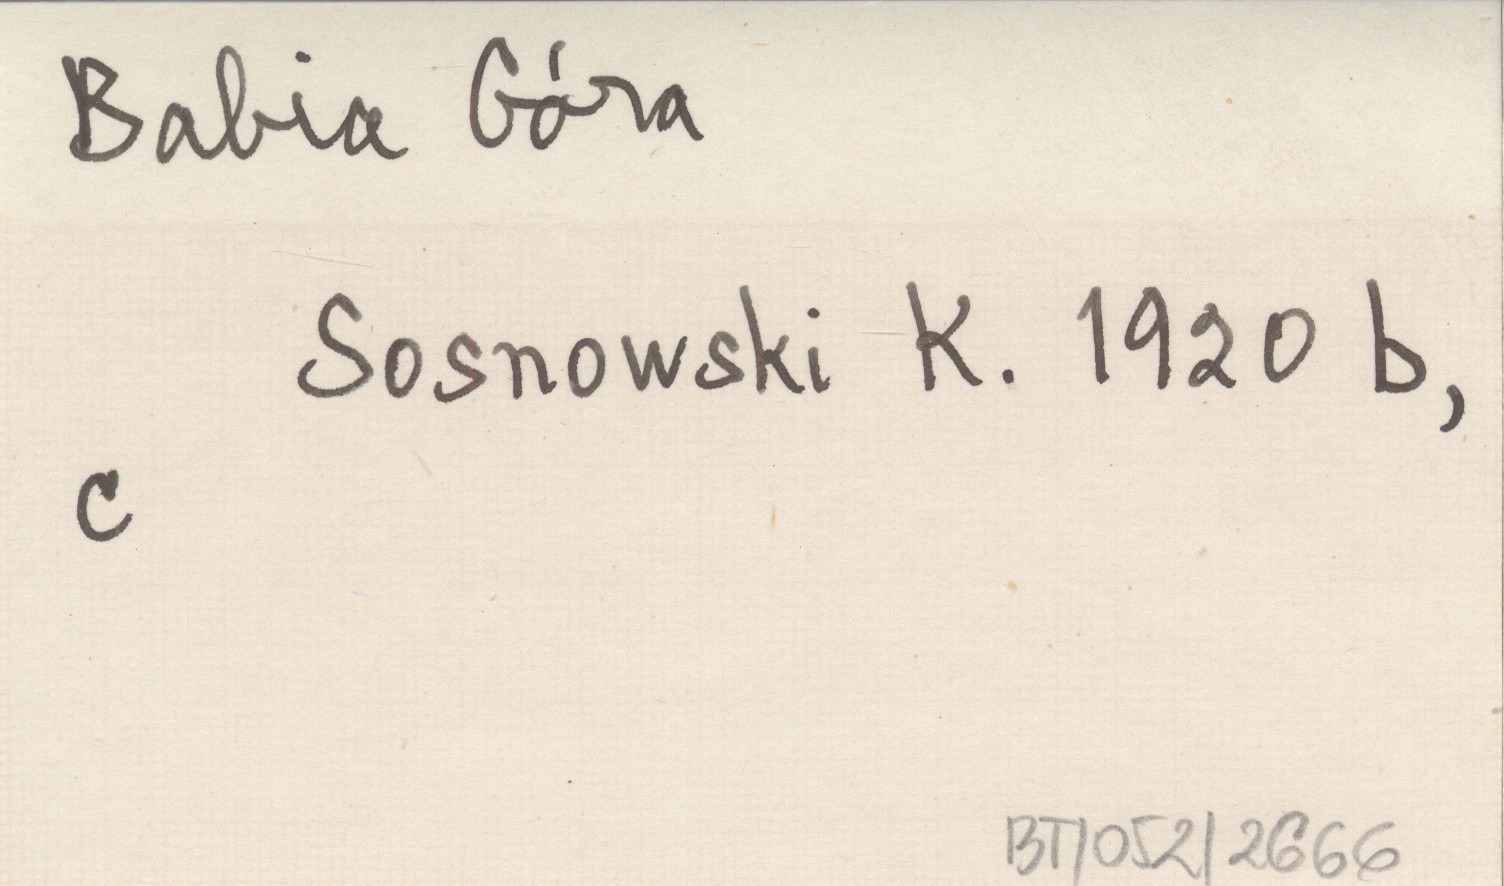 Babia Góra
Sosnowski K. 1920 b,
c
BT/052/2666